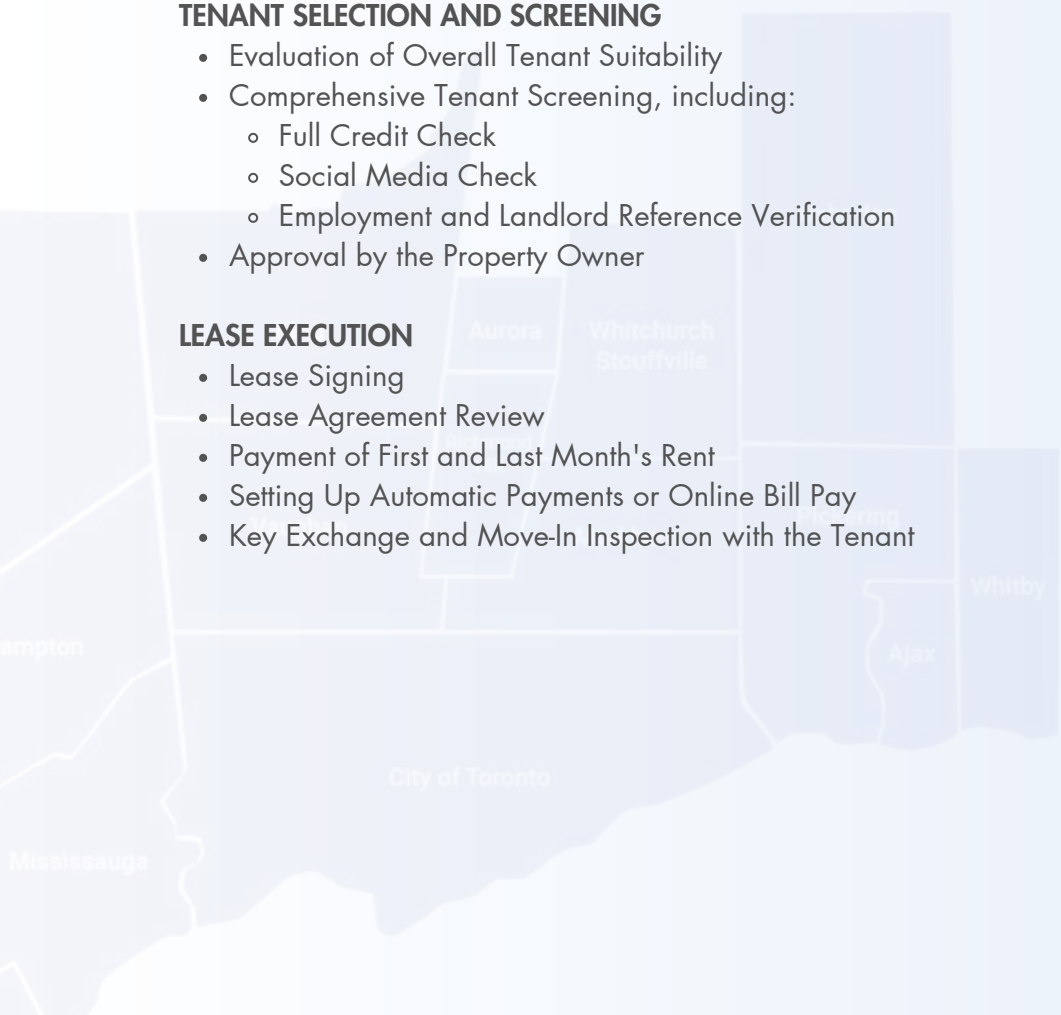 TENANT SELECTION AND SCREENING
• Evaluation of Overall Tenant Suitability
• Comprehensive Tenant Screening, including:
◦ Full Credit Check
◦ Social Media Check
◦ Employment and Landlord Reference Verification
• Approval by the Property Owner
LEASE EXECUTION
Aurora
Whitchurch
Stouffville
• Lease Signing
• Lease Agreement Review
Richmond
• Payment of First and Last Month's Rent
• Setting Up Automatic Payments or Online Bill Pay
Pickering
• Key Exchange and Move-In Inspection with the Tenant
Whitby
ampton
Ajax
City of Toronto
Mississauga